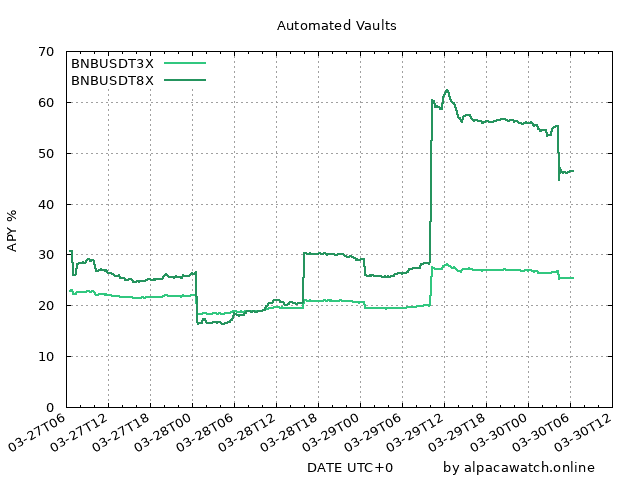 Automated Vaults
BNBUSDT3X
BNBUSDT8X
APY %
70
60
50
40
30
20
10
0
03-27T06
03-27T12
03-27T18
03-28T00
03-28T06
03-28T12
03-28T18
03-29T00
03-29T06
03-29T12
03-29T18
03-30T00
03-30T06
03-30T12
DATE UTC+0
by alpacawatch.online